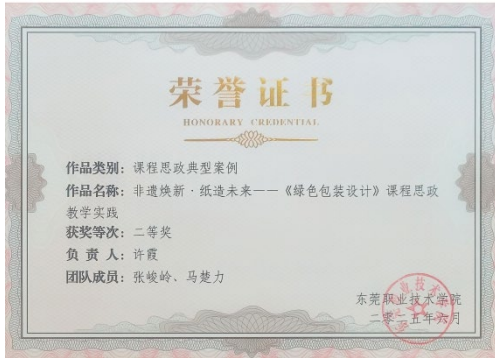 荣誉证书
HONORARY CREDENTIAL
作品类别：课程思政典型案例
作品名称：非遗焕新·纸造未来——《绿色包装设计》课程思政
教学实践
获奖等次：二等奖
负责人：许霞
团队成员：张峻岭、马楚力
东莞职业技术学院
二〇二五年六月